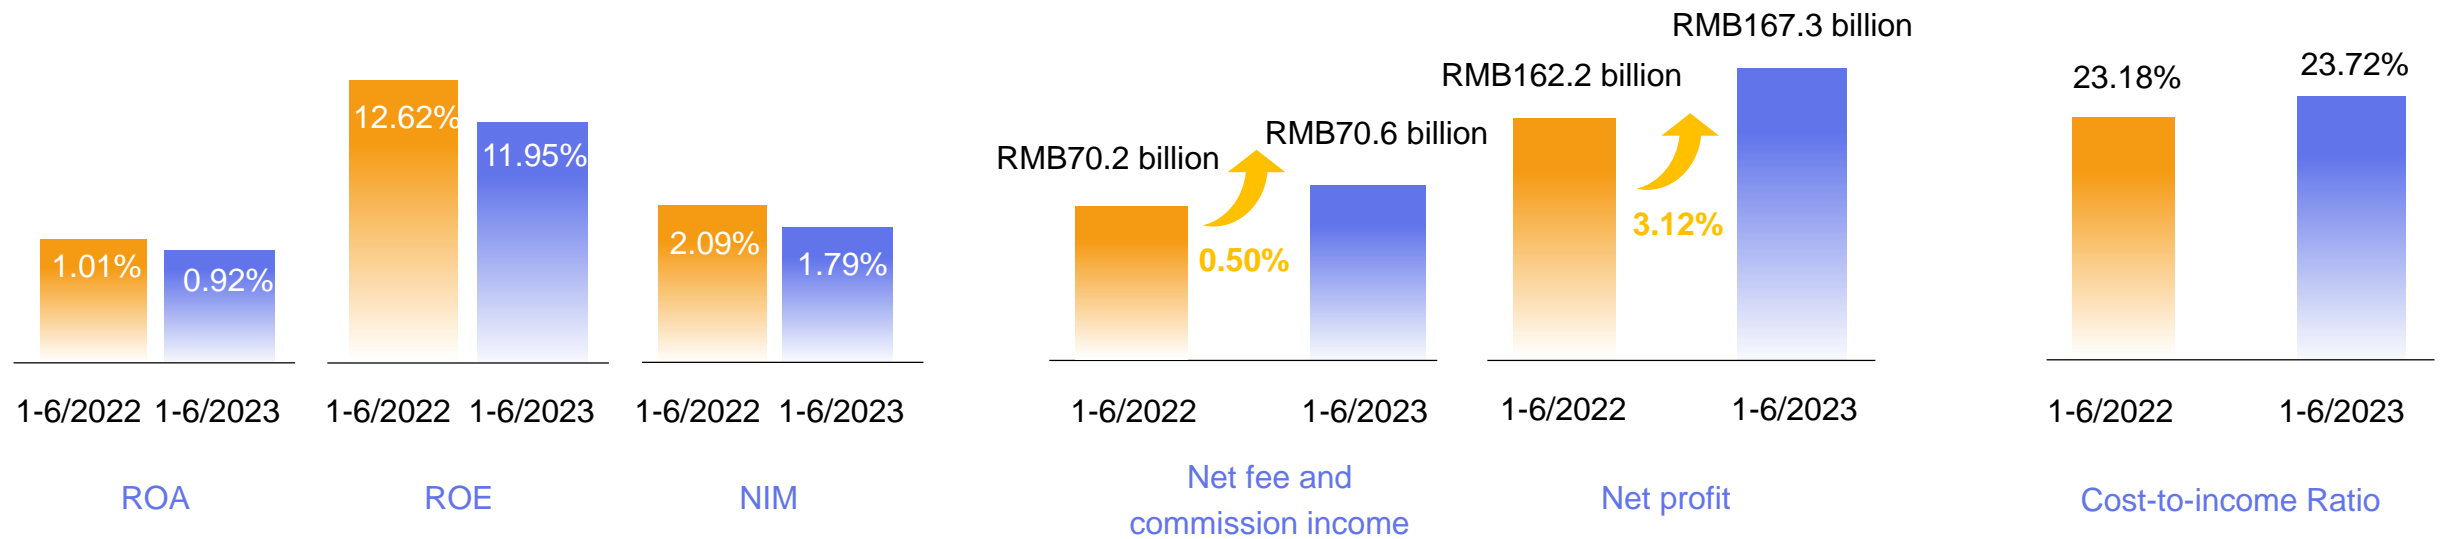 1.01%
0.92%
1-6/2022 1-6/2023
ROA
12.62%
11.95%
1-6/2022 1-6/2023
ROE
2.09%
1.79%
1-6/2022 1-6/2023
NIM
RMB70.2 billion
RMB70.6 billion
0.50%
1-6/2022 1-6/2023
Net fee and
commission income
RMB162.2 billion
RMB167.3 billion
3.12%
1-6/2022 1-6/2023
Net profit
23.18%
23.72%
1-6/2022 1-6/2023
Cost-to-income Ratio